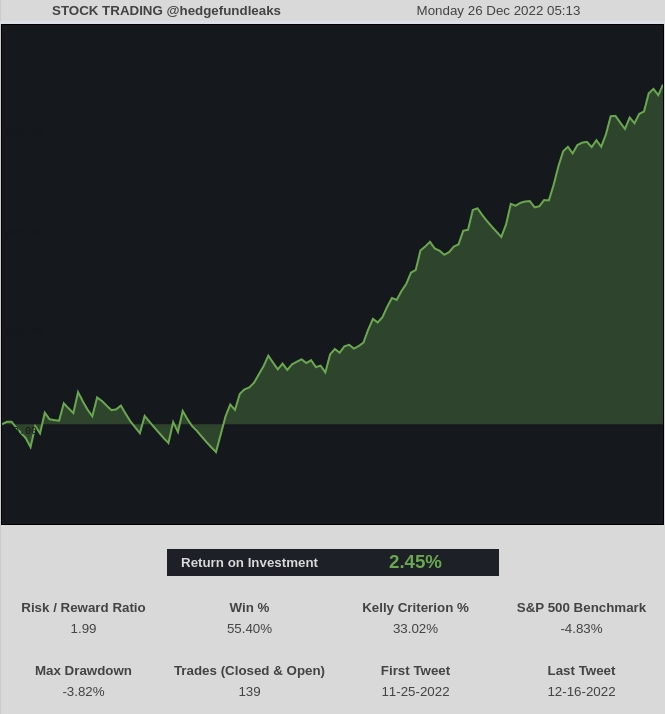 STOCK TRADING @hedgefundleaks Monday 26 Dec 2022 05:13
Return on Investment 2.45%
Risk / Reward Ratio Win % Kelly Criterion % S&P 500 Benchmark
1.99 55.40% 33.02% -4.83%
Max Drawdown Trades (Closed & Open) First Tweet Last Tweet
-3.82% 139 11-25-2022 12-16-2022